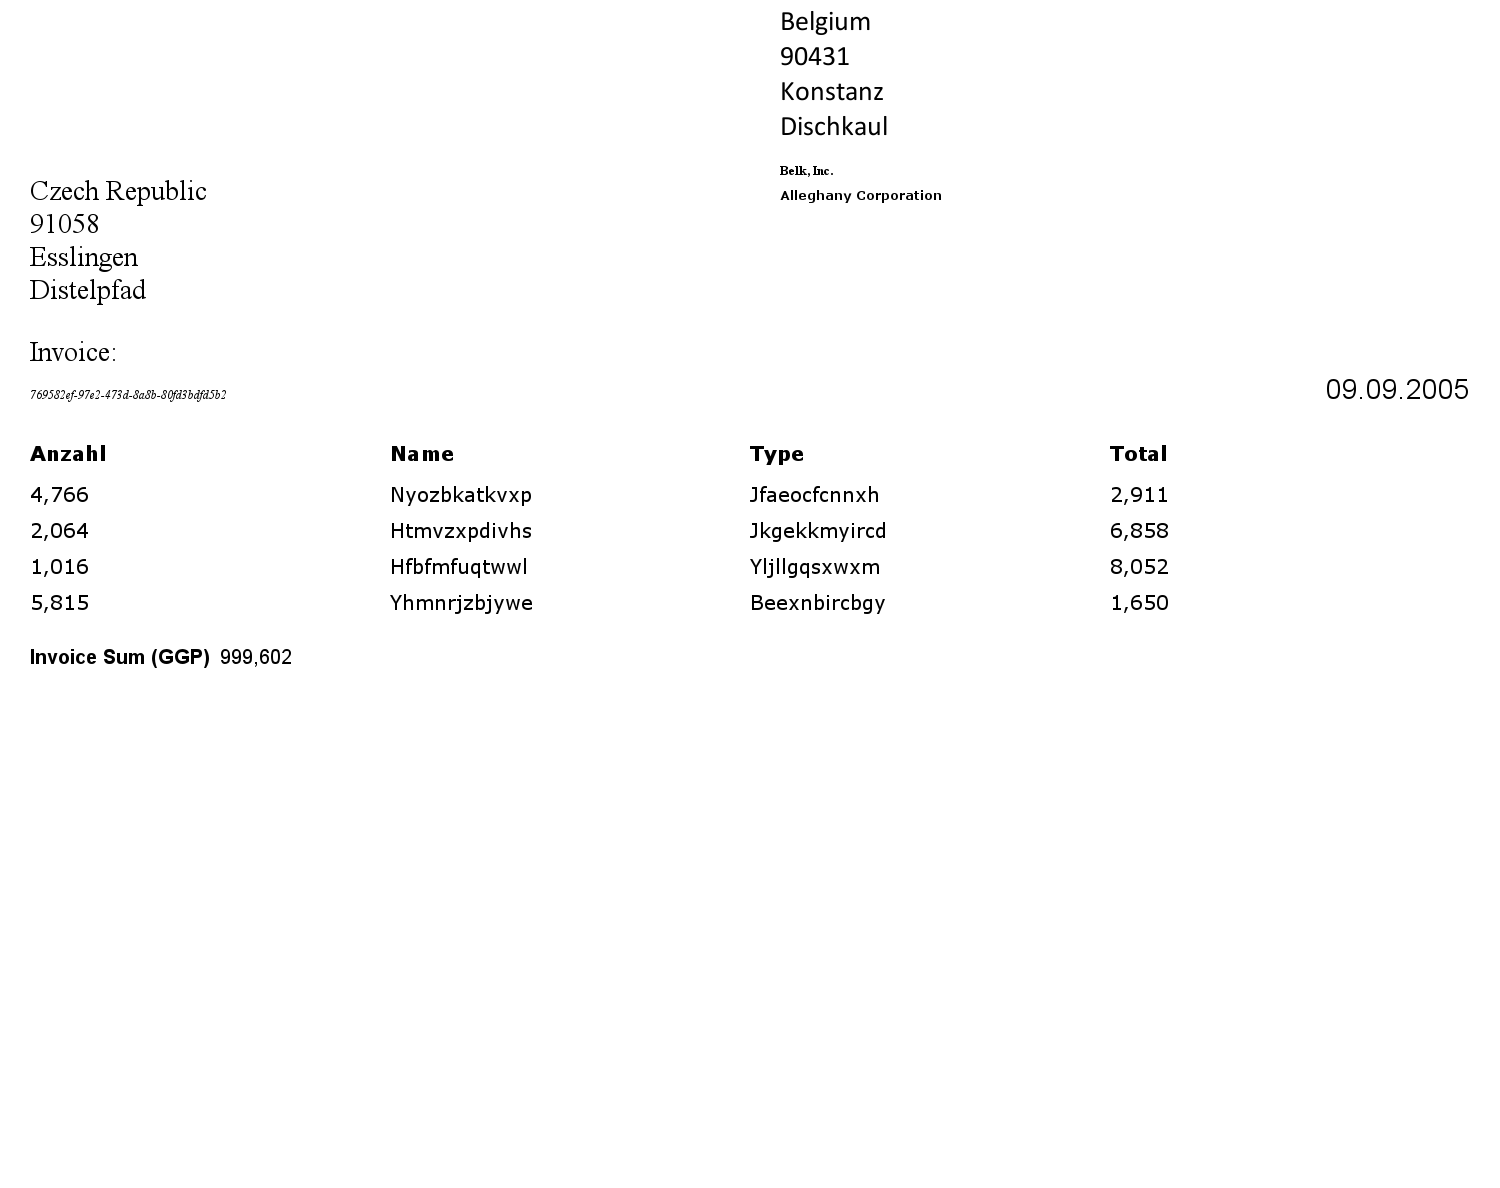 Belgium
90431
Konstanz
Dischkaul
Belk, Inc.
Alleghany Corporation
Czech Republic
91058
Esslingen
Distelpfad
Invoice:
769582ef-97e2-473d-8a8b-80fd3bdfd5b2
09.09.2005
Anzahl Name Type Total
4,766 Nyozbkatkvxp Jfaeocfcnnxh 2,911
2,064 Htmvzxpdivhs Jkgekkmyircd 6,858
1,016 Hfbfmfuqtwwl Yljllgqsxwxm 8,052
5,815 Yhmnrjzbjywe Beexnbircbgy 1,650
Invoice Sum (GGP) 999,602